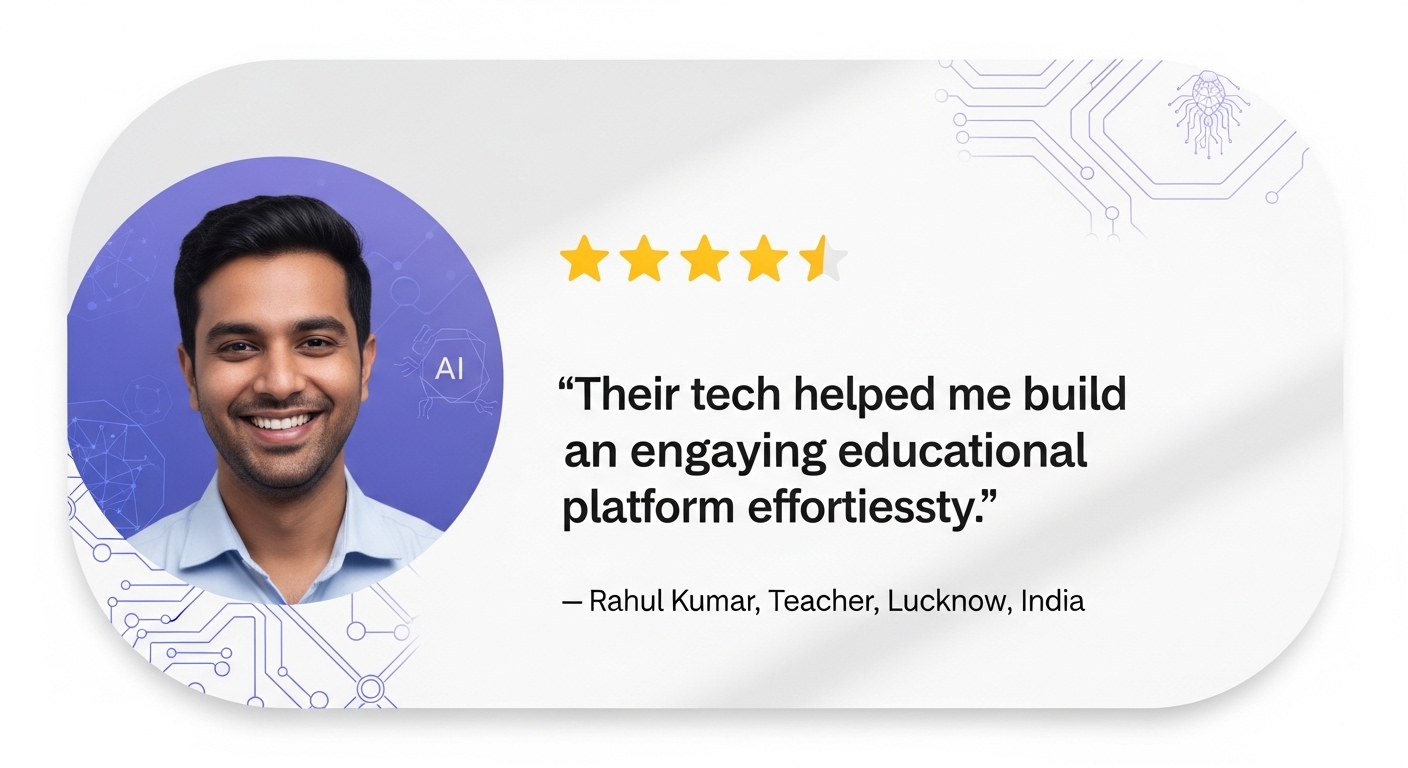 AI
“Their tech helped me build
an engaying educational
platform effortiessty.”
– Rahul Kumar, Teacher, Lucknow, India